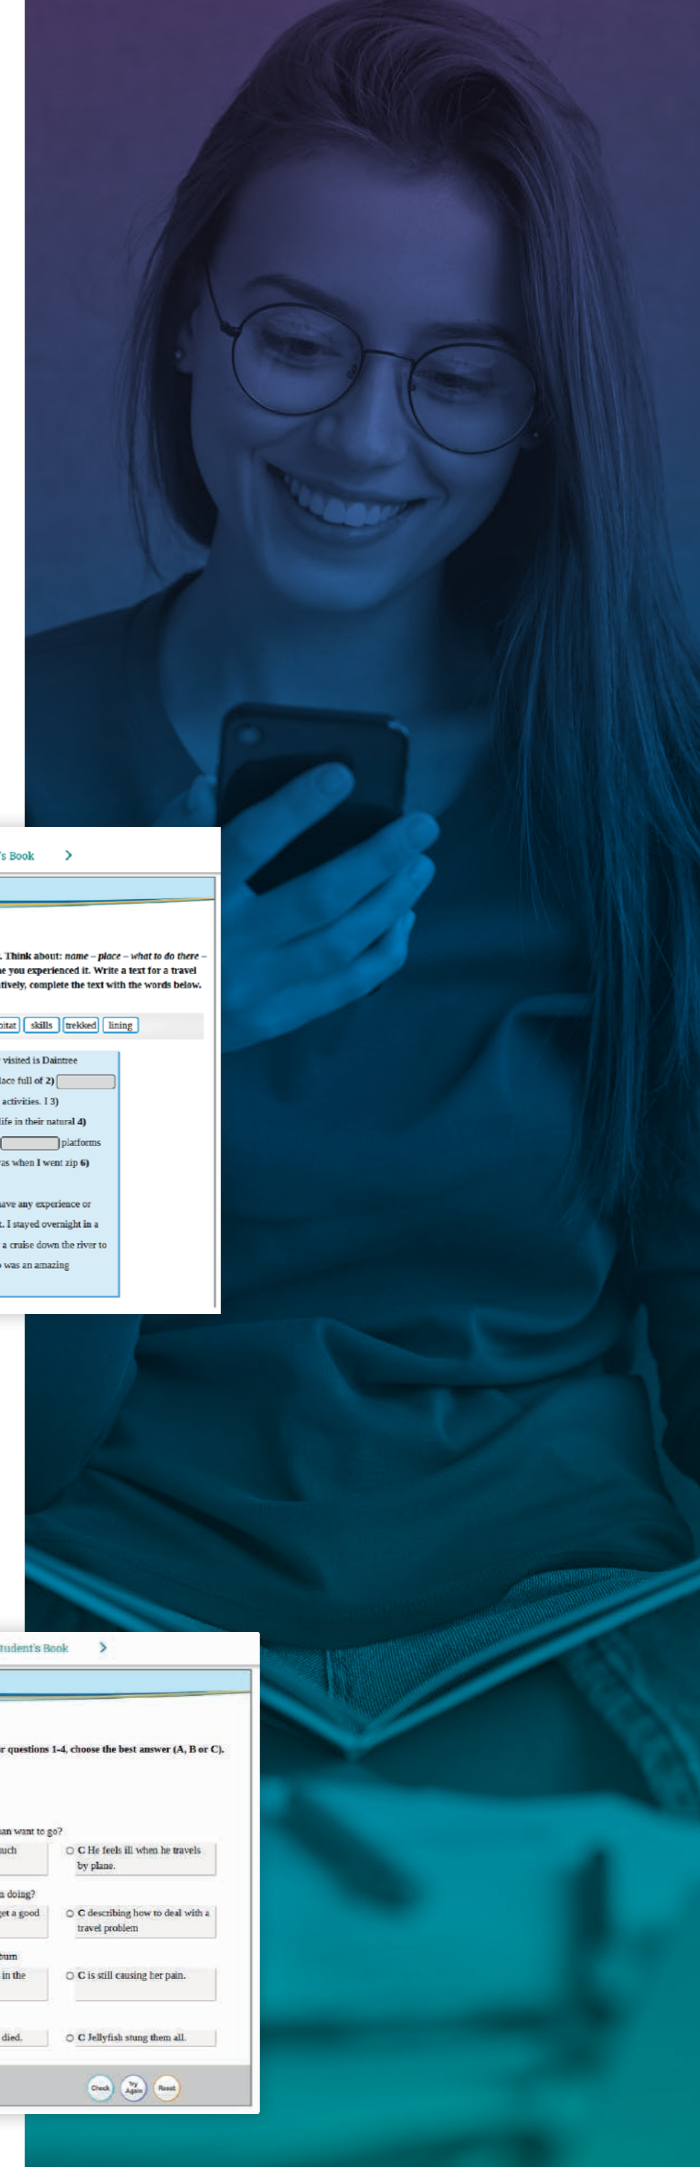 's Book >
. Think about: name – place – what to do there –
e you experienced it. Write a text for a travel
tively, complete the text with the words below.
bitat skills trekked lining
visited is Daintree
lace full of 2)
activities. I 3)
life in their natural 4)
platforms
as when I went zip 6)
have any experience or
t. I stayed overnight in a
a cruise down the river to
was an amazing
tudent's Book >
r questions 1-4, choose the best answer (A, B or C).
an want to go?
uch
C He feels ill when he travels
by plane.
n doing?
get a good
C describing how to deal with a
travel problem
burn
in the
C is still causing her pain.
died.
C Jellyfish stung them all.
Check
Try
Again
Reset